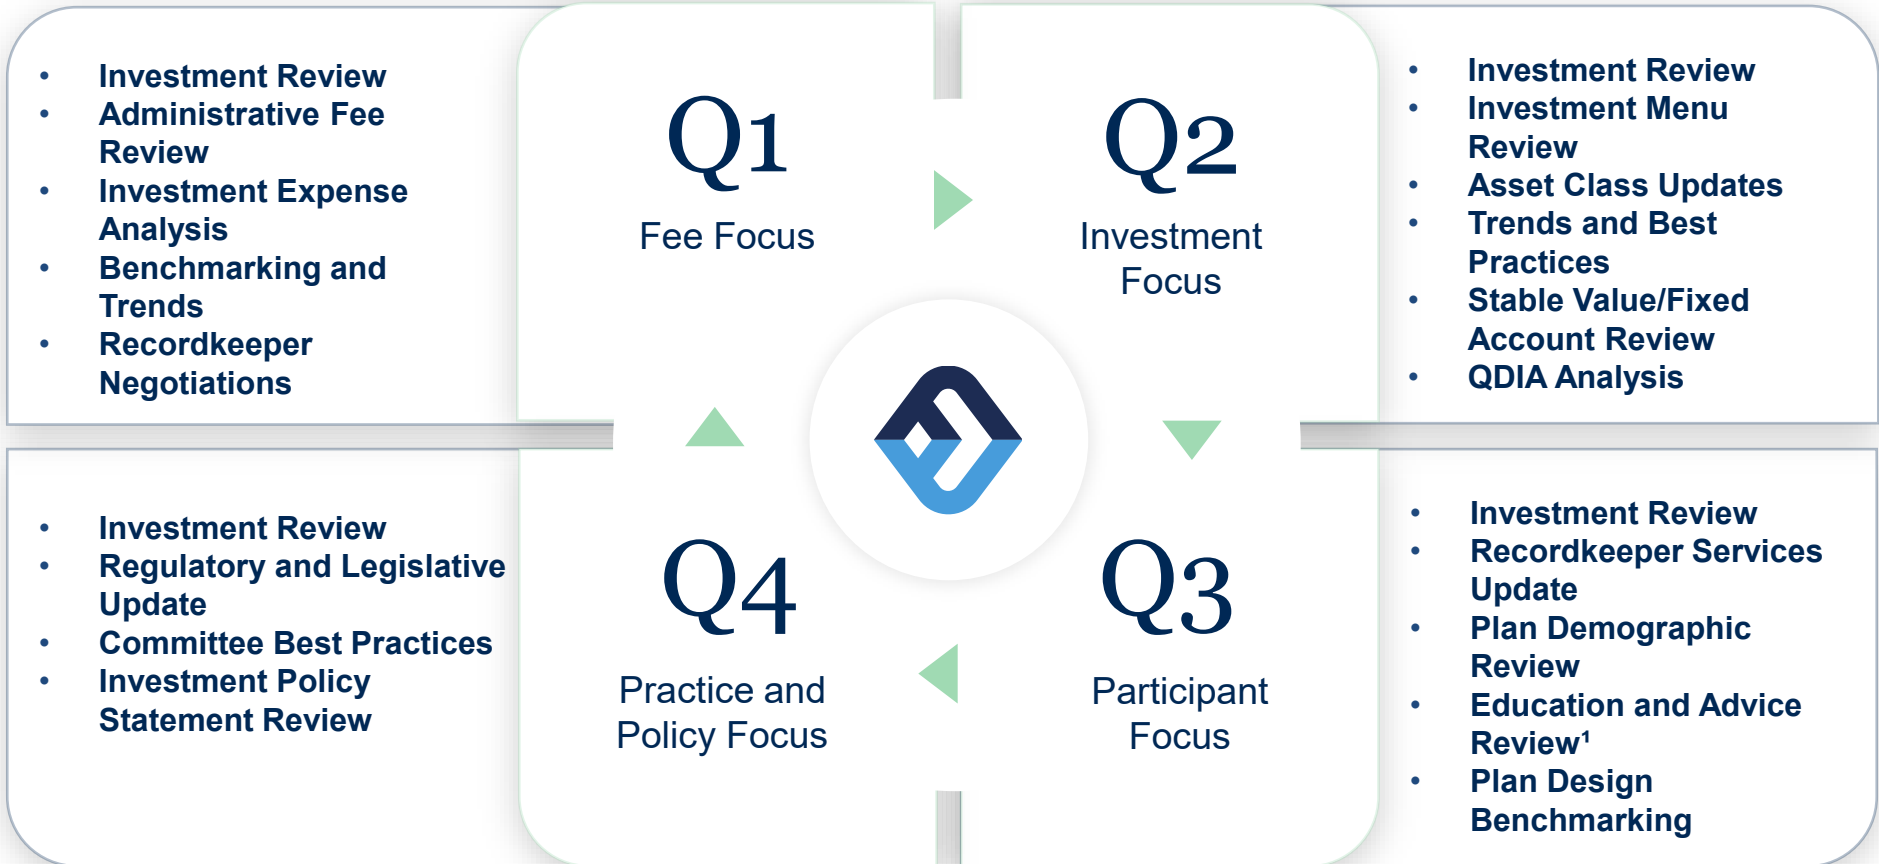 • Investment Review
• Administrative Fee
Review
• Investment Expense
Analysis
• Benchmarking and
Trends
• Recordkeeper
Negotiations
Q1
Fee Focus
Q2
Investment
Focus
• Investment Review
• Investment Menu
Review
• Asset Class Updates
• Trends and Best
Practices
• Stable Value/Fixed
Account Review
• QDIA Analysis
• Investment Review
• Regulatory and Legislative
Update
• Committee Best Practices
• Investment Policy
Statement Review
Q4
Practice and
Policy Focus
Q3
Participant
Focus
• Investment Review
• Recordkeeper Services
Update
• Plan Demographic
Review
• Education and Advice
Review¹
• Plan Design
Benchmarking